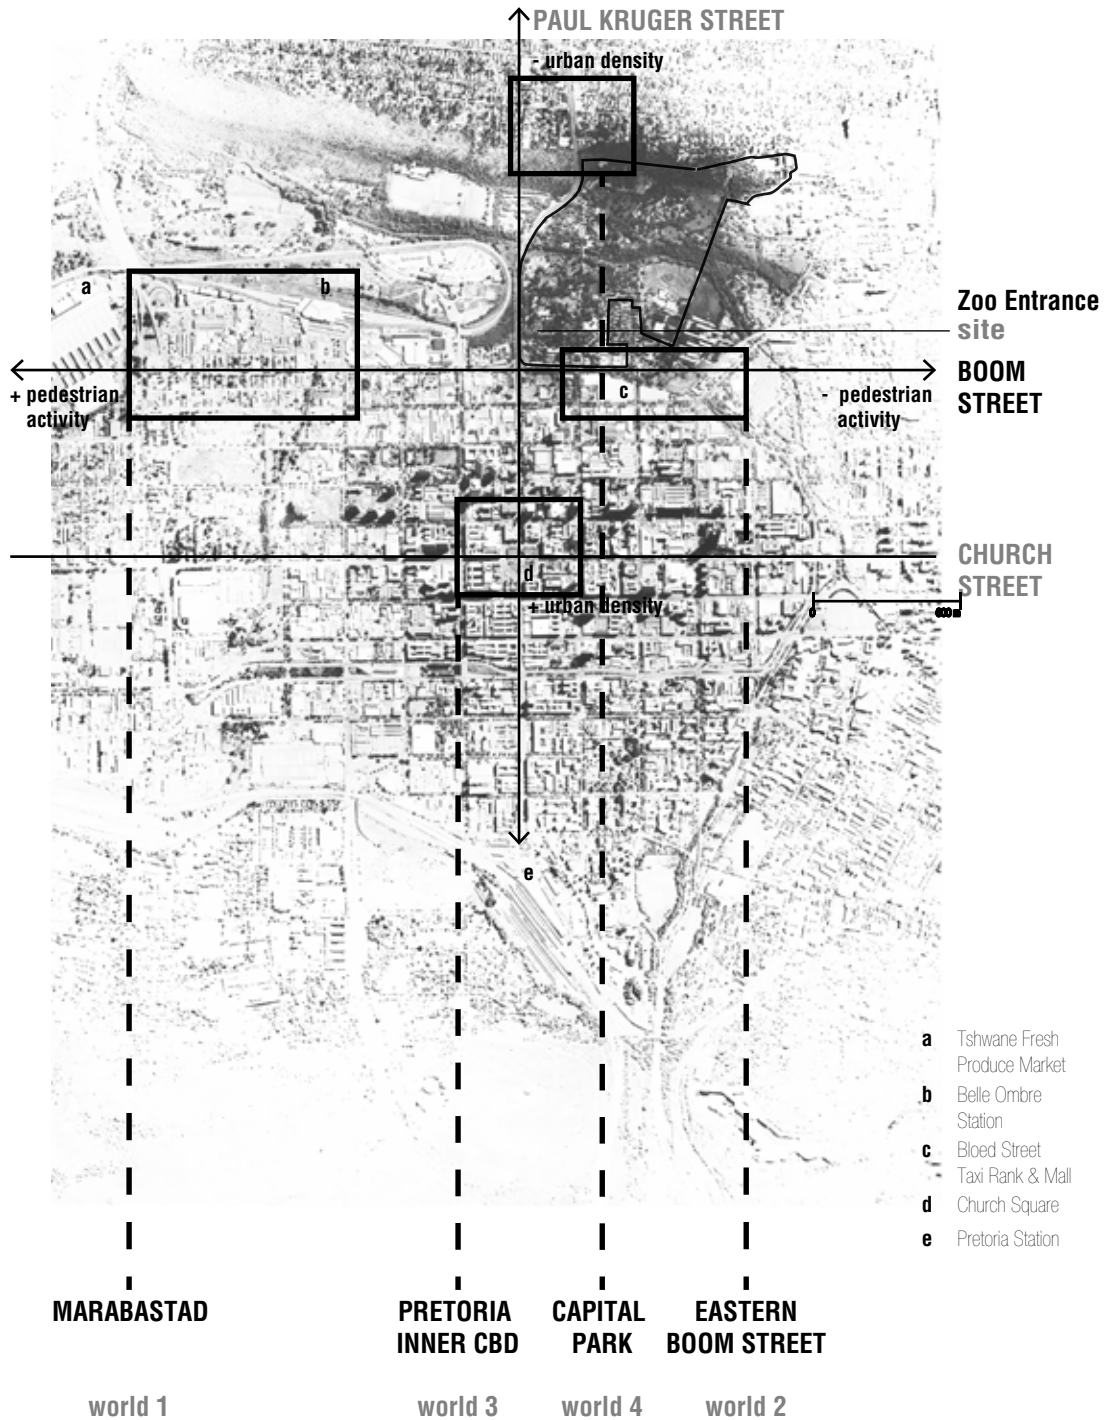 PAUL KRUGER STREET
- urban density
a
b
Zoo Entrance
site
BOOM
STREET
+ pedestrian
activity
c
- pedestrian
activity
d
+ urban density
CHURCH
STREET
0
600 m
e
a Tshwane Fresh
Produce Market
b Belle Ombre
Station
c Bloed Street
Taxi Rank & Mall
d Church Square
e Pretoria Station
MARABASTAD
PRETORIA
INNER CBD
CAPITAL
PARK
EASTERN
BOOM STREET
world 1
world 3
world 4
world 2